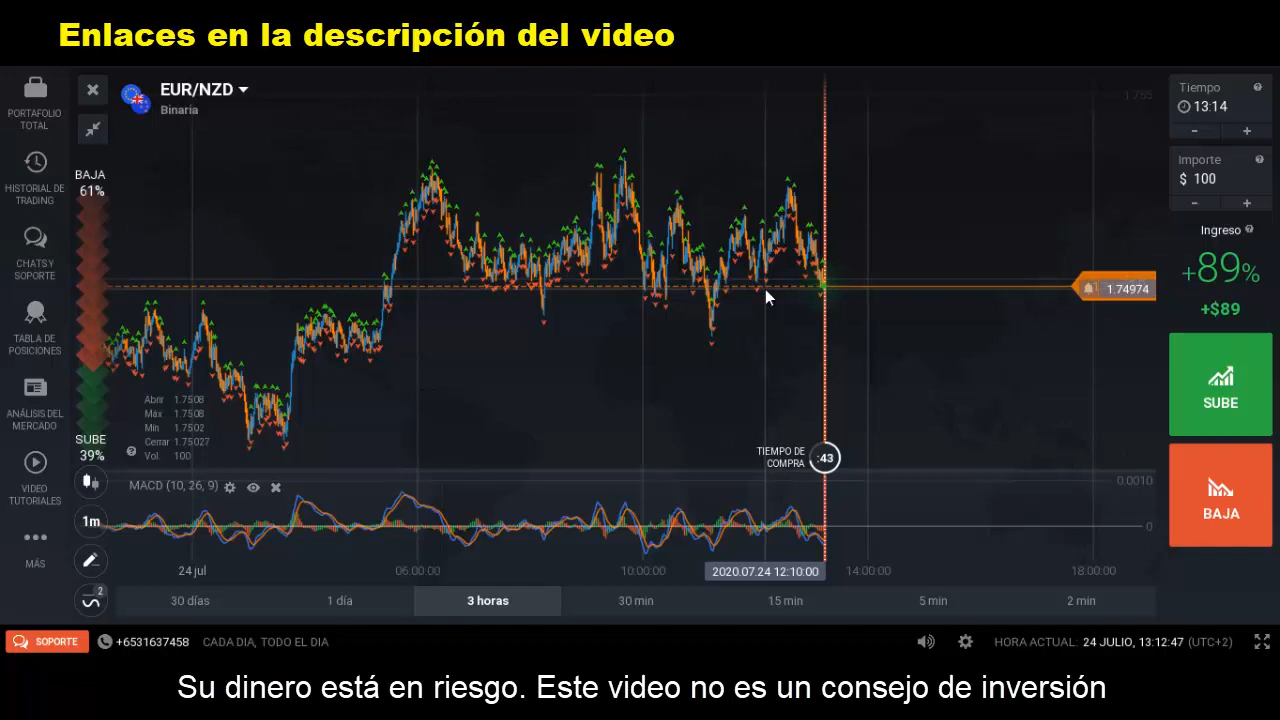 Enlaces en la descripción del video
EUR/NZD
Binaria
PORTAFOLIO
TOTAL
HISTORIAL DE
TRADING
CHATS Y
SOPORTE
TABLA DE
POSICIONES
ANÁLISIS DEL
MERCADO
VIDEO
TUTORIALES
MÁS
BAJA
61%
SUBE
39%
1m
2
Abrir 1.7508
Máx 1.7508
Mín 1.7502
Cerrar 1.75027
Vol. 100
MACD (10, 26, 9)
TIEMPO DE
COMPRA
:43
1.74974
0.0010
0
24 jul
06:00:00
10:00:00
2020.07.24 12:10:00
14:00:00
18:00:00
30 días
1 día
3 horas
30 min
15 min
5 min
2 min
Tiempo
13:14
-
+
Importe
$ 100
-
+
Ingreso
+89%
+$89
SUBE
BAJA
SOPORTE
+6531637458
CADA DIA, TODO EL DIA
HORA ACTUAL: 24 JULIO, 13:12:47 (UTC+2)
Su dinero está en riesgo. Este video no es un consejo de inversión